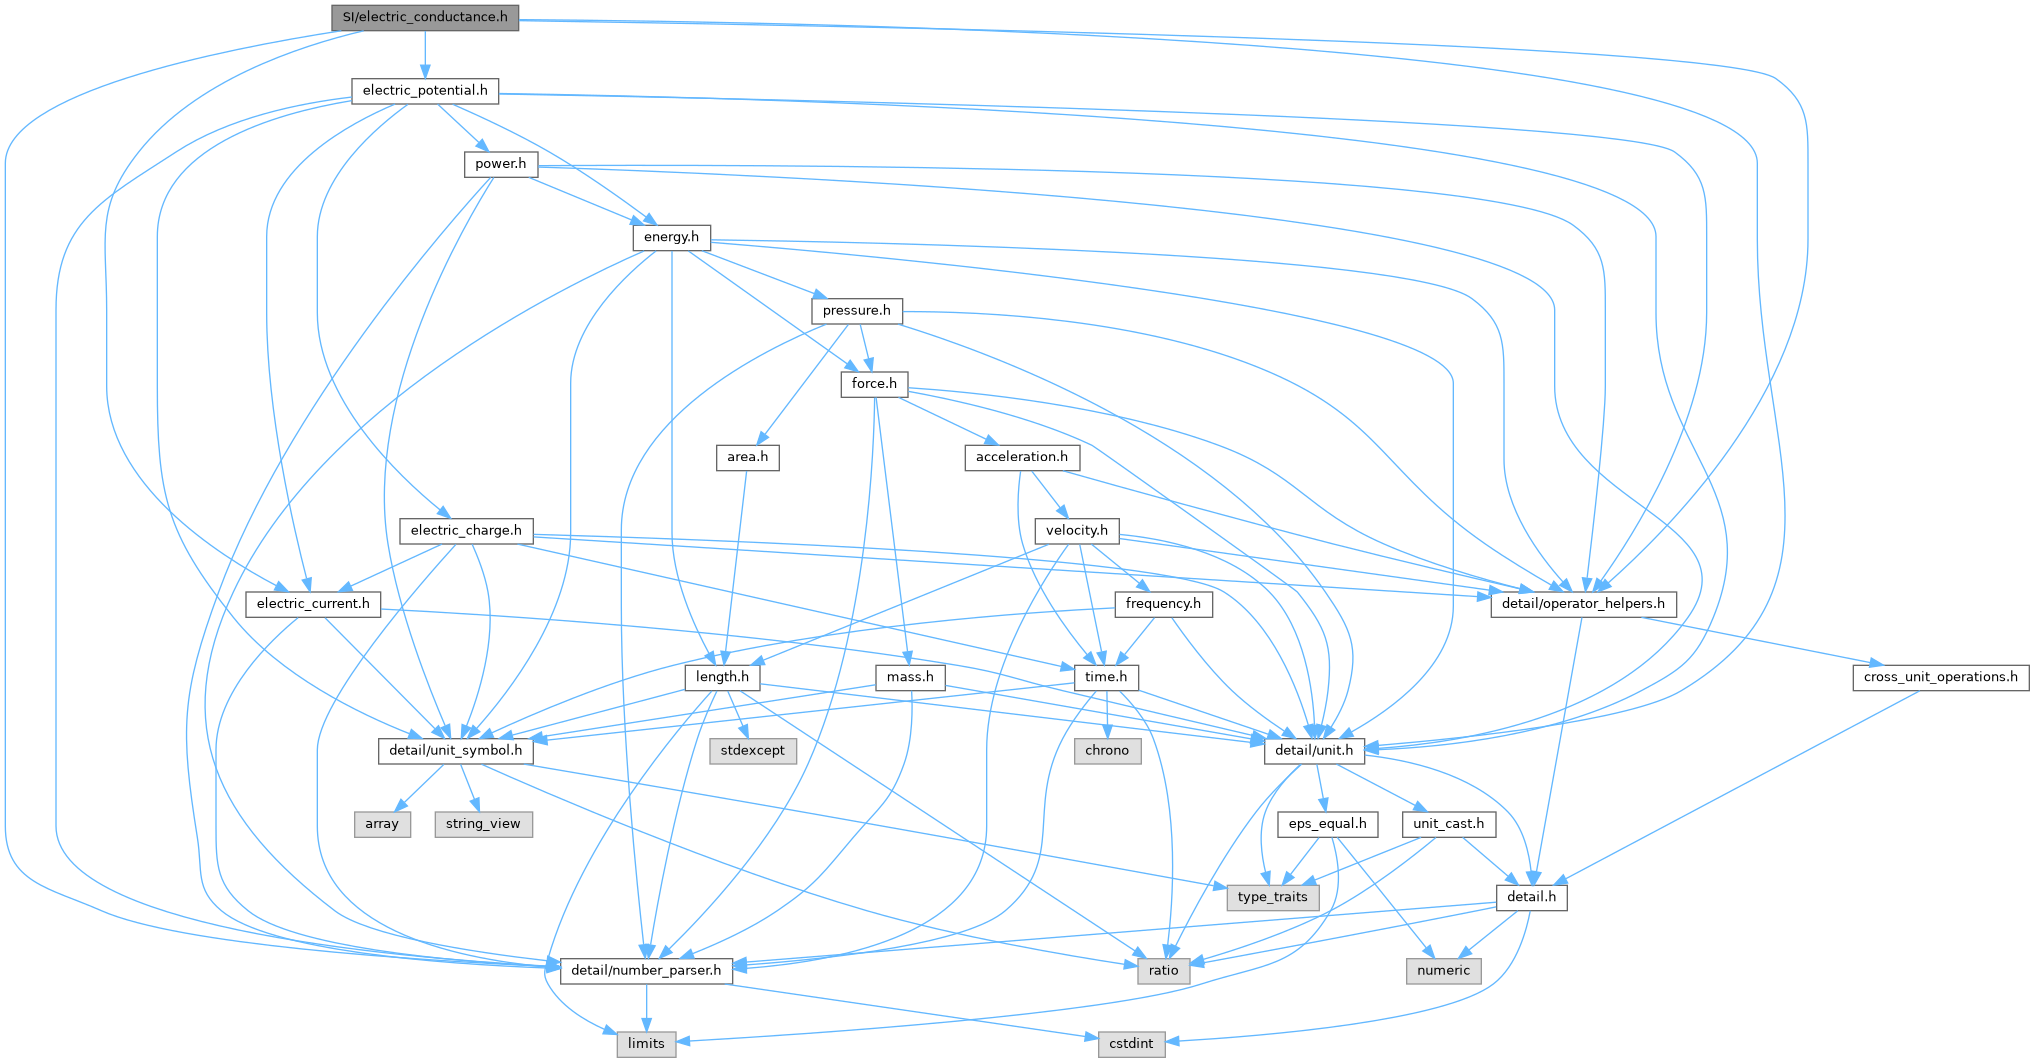 SI/electric_conductance.h
electric_potential.h
power.h
energy.h
pressure.h
force.h
area.h
acceleration.h
electric_charge.h
velocity.h
electric_current.h
frequency.h
detail/operator_helpers.h
length.h
mass.h
time.h
cross_unit_operations.h
detail/unit_symbol.h
stdexcept
chrono
detail/unit.h
array
string_view
eps_equal.h
unit_cast.h
type_traits
detail.h
detail/number_parser.h
ratio
numeric
limits
cstdint